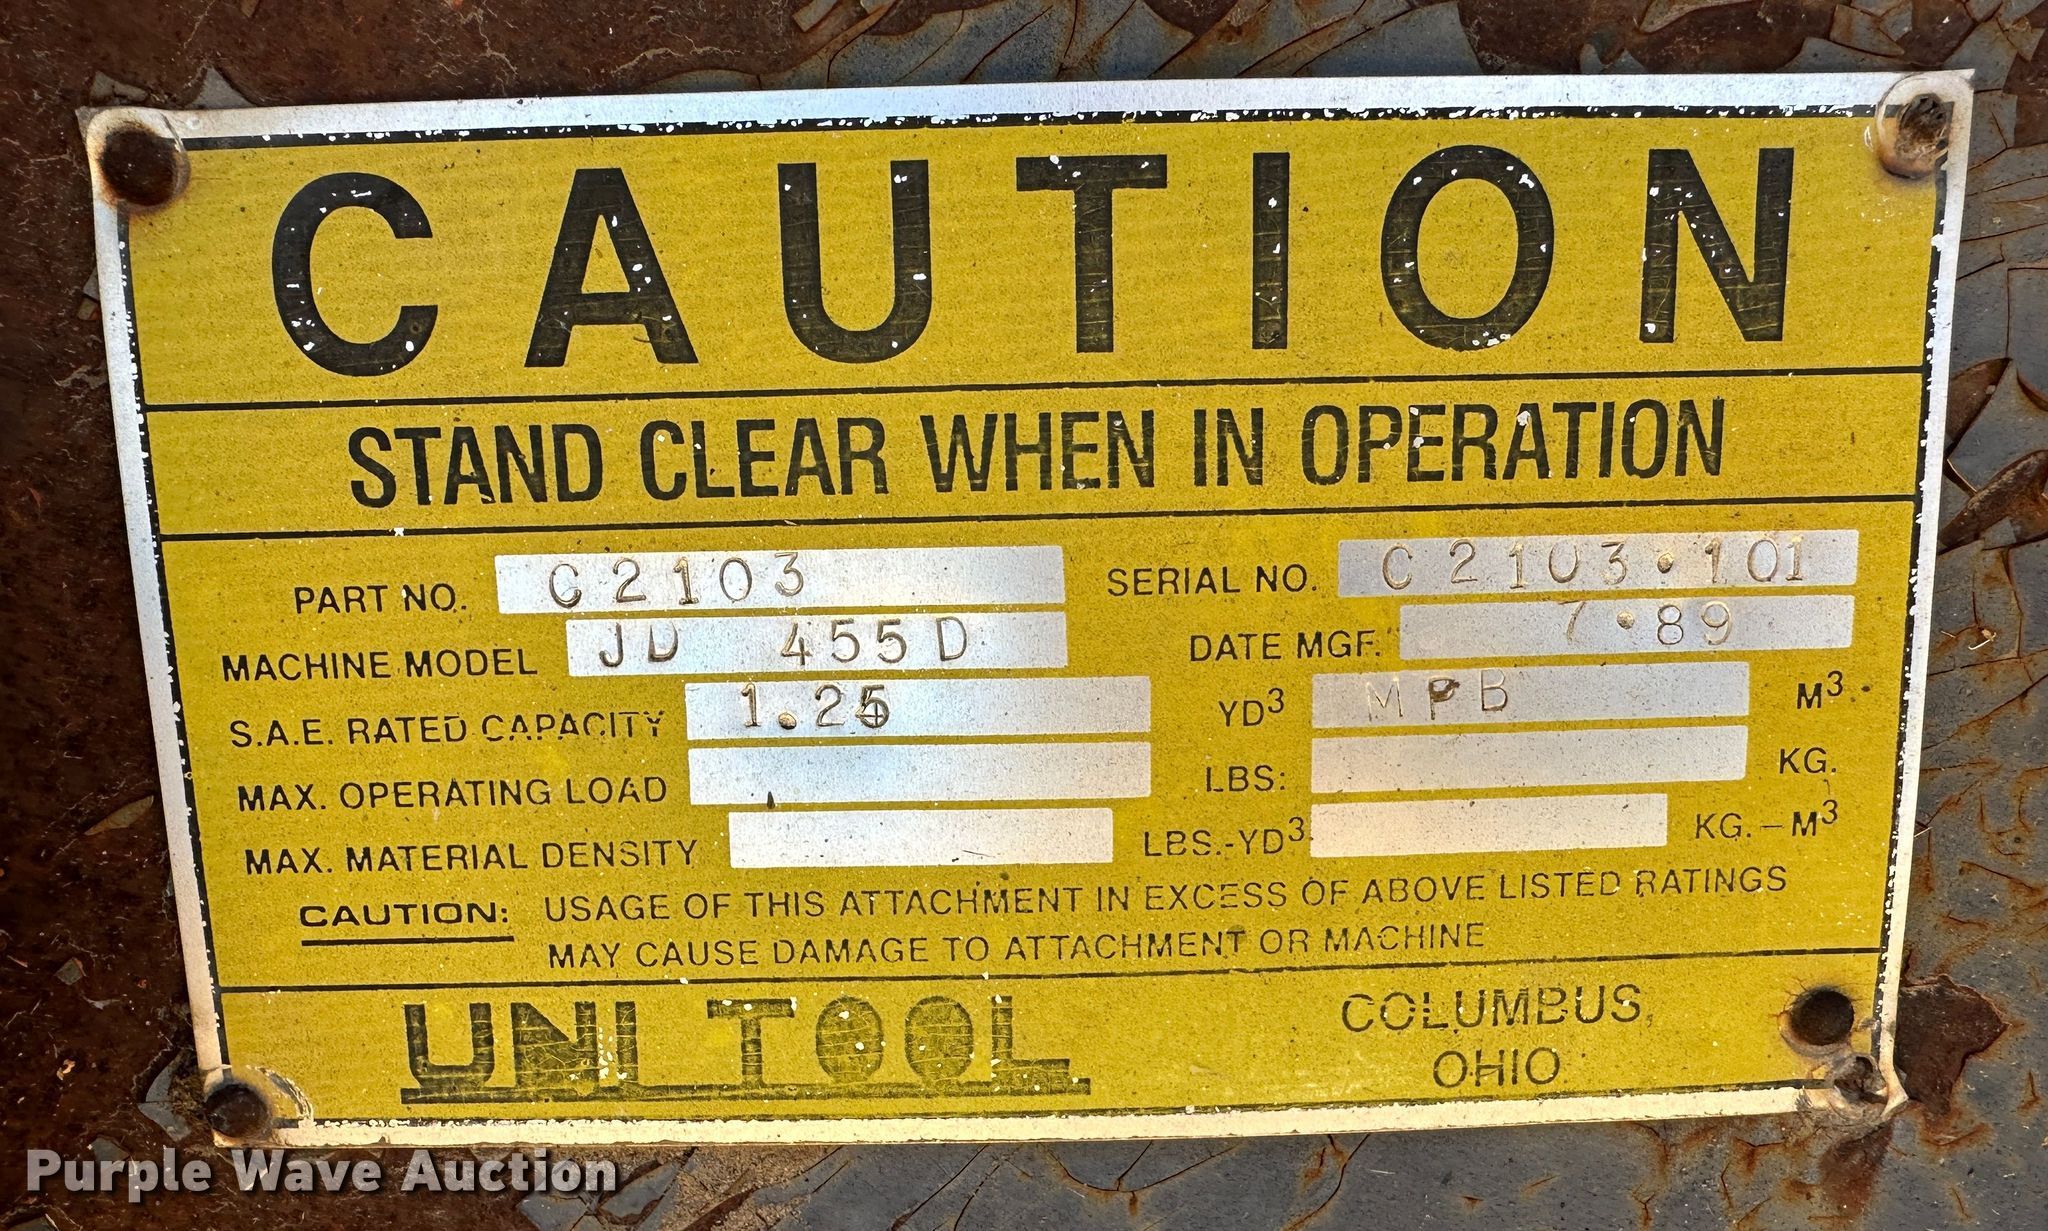 CAUTION
STAND CLEAR WHEN IN OPERATION
PART NO. C2103 SERIAL NO. C2103•101
MACHINE MODEL JD 455D DATE MGF. 7•89
S.A.E. RATED CAPACITY 1.25 YD³ MPB M³
MAX. OPERATING LOAD LBS: KG.
MAX. MATERIAL DENSITY LBS.-YD³ KG.-M³
CAUTION: USAGE OF THIS ATTACHMENT IN EXCESS OF ABOVE LISTED RATINGS
MAY CAUSE DAMAGE TO ATTACHMENT OR MACHINE
UNI TOOL COLUMBUS,
OHIO
Purple Wave Auction